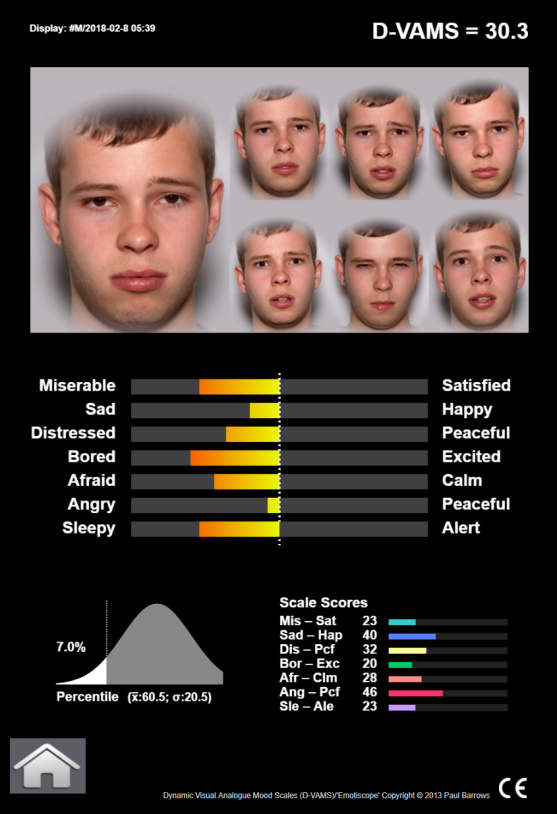 Display: #M/2018-02-8 05:39
D-VAMS = 30.3
Miserable Satisfied
Sad Happy
Distressed Peaceful
Bored Excited
Afraid Calm
Angry Peaceful
Sleepy Alert
7.0%
Percentile (x̅:60.5; σ:20.5)
Scale Scores
Mis – Sat 23
Sad – Hap 40
Dis – Pcf 32
Bor – Exc 20
Afr – Clm 28
Ang – Pcf 46
Sle – Ale 23
Dynamic Visual Analogue Mood Scales (D-VAMS)/'Emotiscope' Copyright © 2013 Paul Barrows
CE